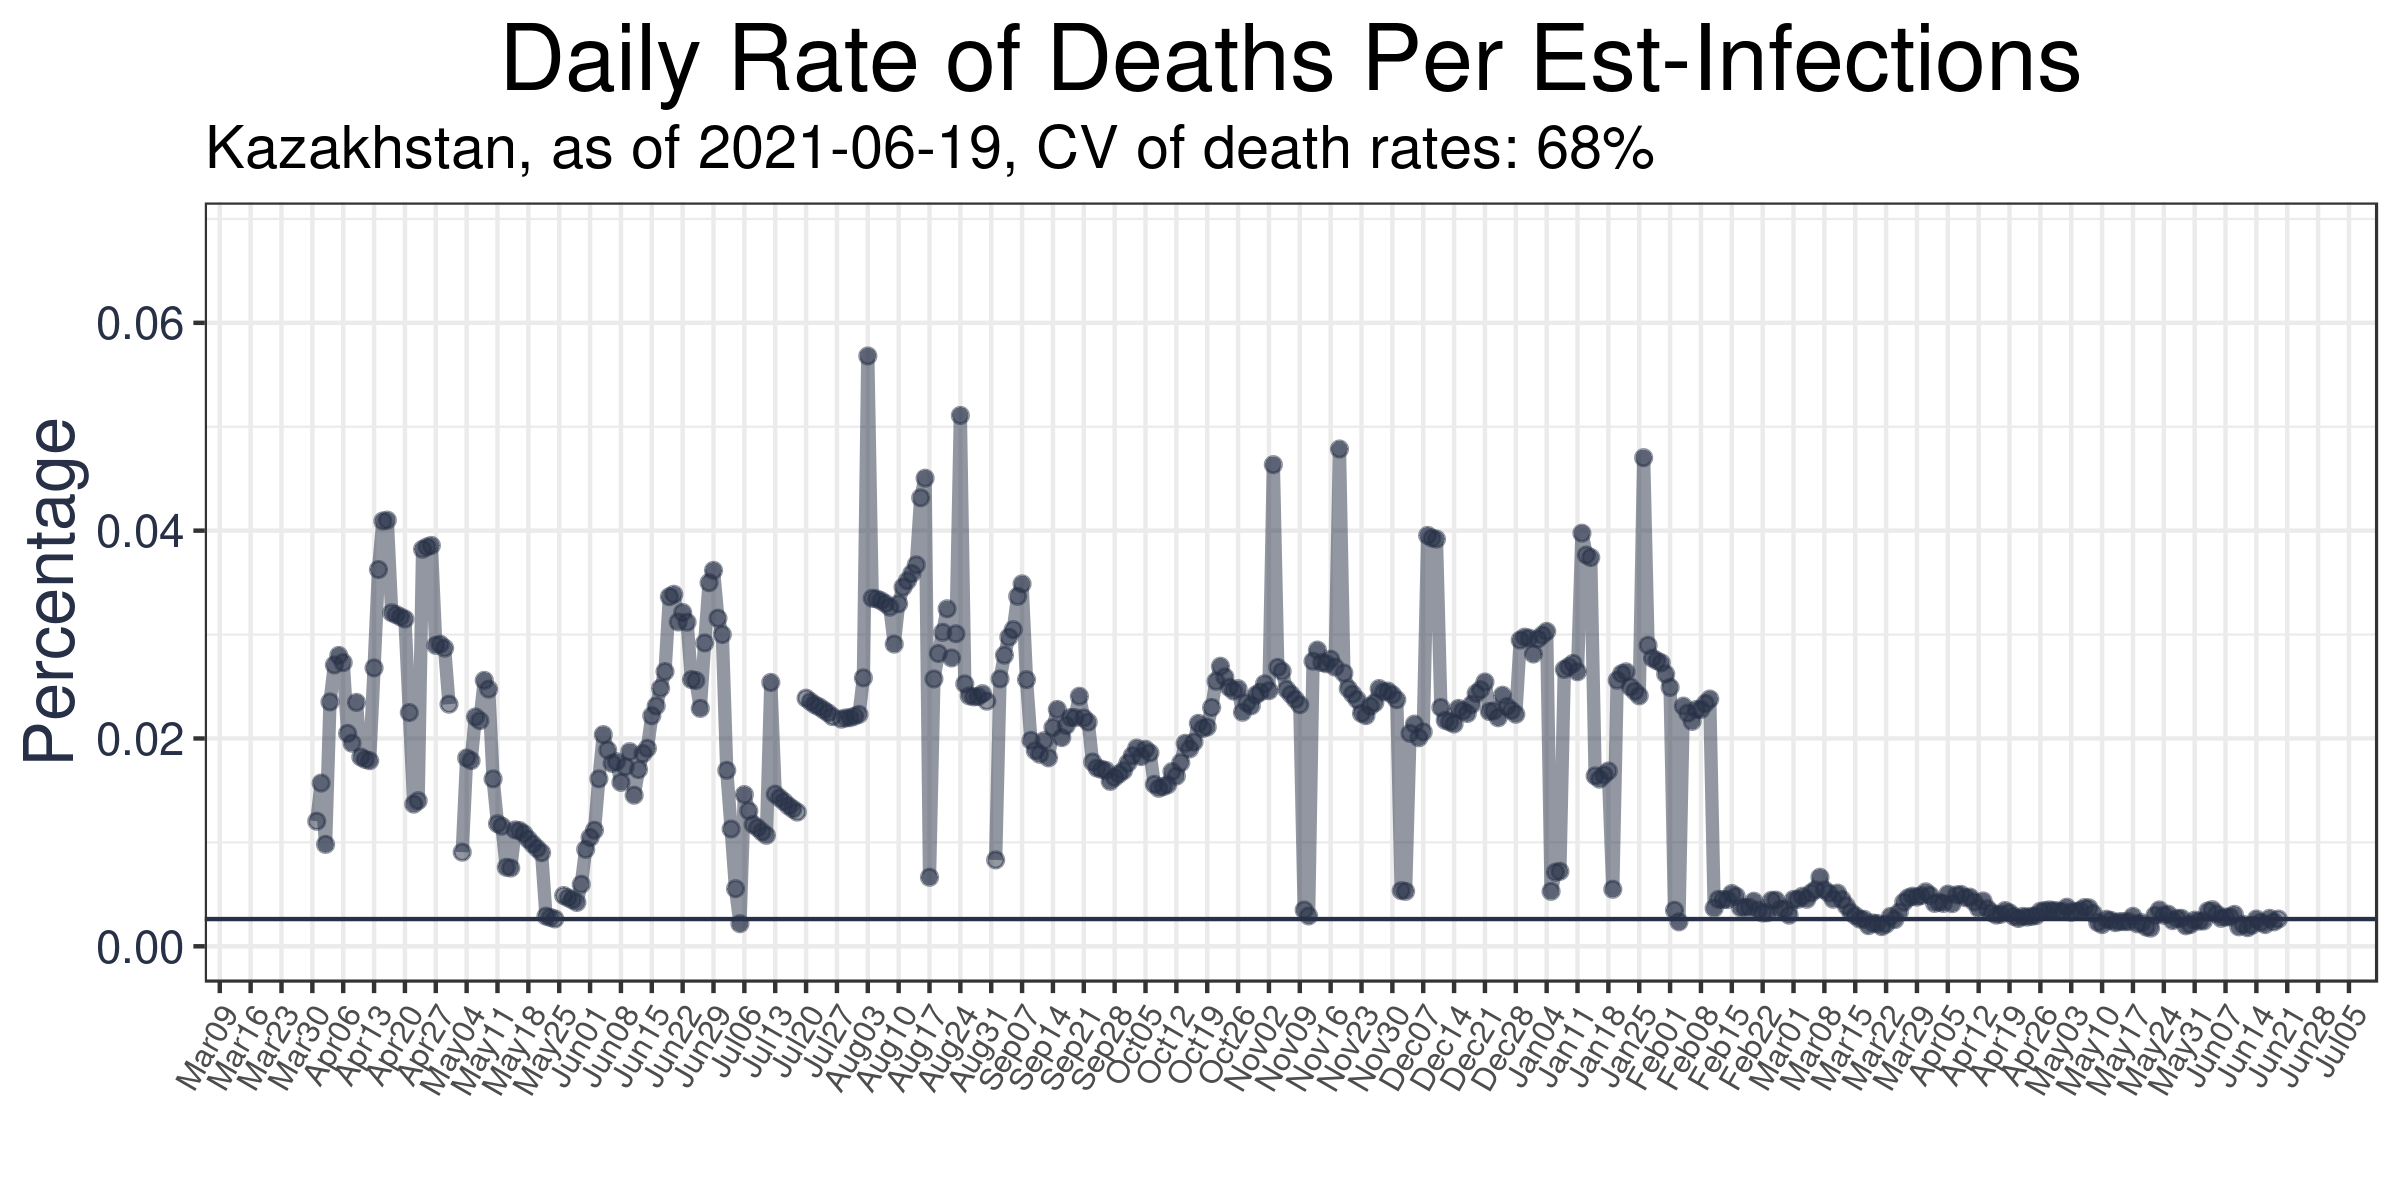 Daily Rate of Deaths Per Est-Infections
Kazakhstan, as of 2021-06-19, CV of death rates: 68%
Percentage
0.06
0.04
0.02
0.00
Mar09
Mar16
Mar23
Mar30
Apr06
Apr13
Apr20
Apr27
May04
May11
May18
May25
Jun01
Jun08
Jun15
Jun22
Jun29
Jul06
Jul13
Jul20
Jul27
Aug03
Aug10
Aug17
Aug24
Aug31
Sep07
Sep14
Sep21
Sep28
Oct05
Oct12
Oct19
Oct26
Nov02
Nov09
Nov16
Nov23
Nov30
Dec07
Dec14
Dec21
Dec28
Jan04
Jan11
Jan18
Jan25
Feb01
Feb08
Feb15
Feb22
Mar01
Mar08
Mar15
Mar22
Mar29
Apr05
Apr12
Apr19
Apr26
May03
May10
May17
May24
May31
Jun07
Jun14
Jun21
Jun28
Jul05